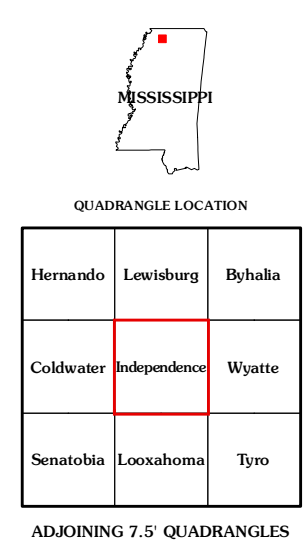 MISSISSIPPI
QUADRANGLE LOCATION
Hernando Lewisburg Byhalia
Coldwater Independence Wyatte
Senatobia Looxahoma Tyro
ADJOINING 7.5' QUADRANGLES